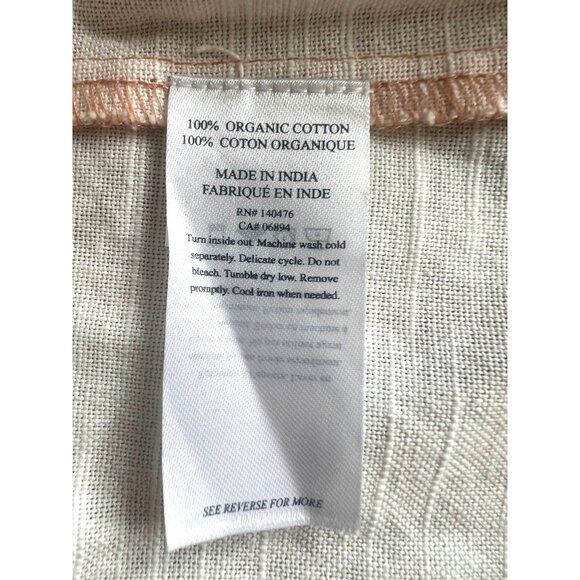 100% ORGANIC COTTON
100% COTON ORGANIQUE
MADE IN INDIA
FABRIQUÉ EN INDE
RN# 140476
CA# 06894
Turn inside out. Machine wash cold
separately. Delicate cycle. Do not
bleach. Tumble dry low. Remove
promptly. Cool iron when needed.
SEE REVERSE FOR MORE